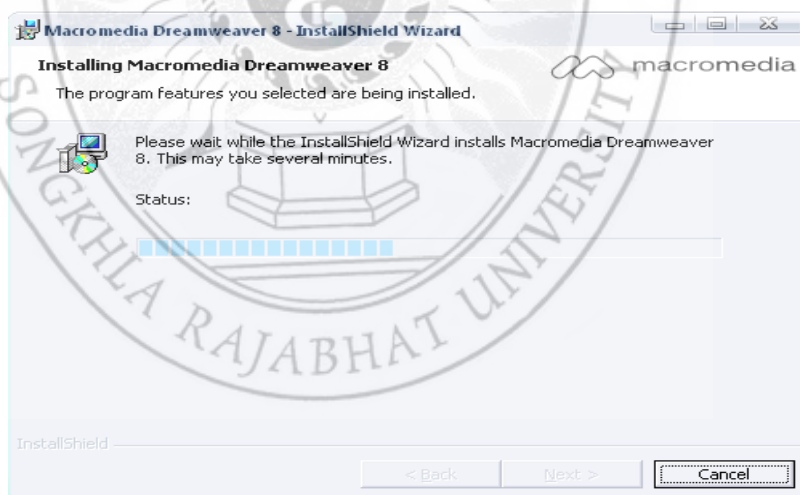 Macromedia Dreamweaver 8 - InstallShield Wizard
Installing Macromedia Dreamweaver 8
macromedia
The program features you selected are being installed.
Please wait while the InstallShield Wizard installs Macromedia Dreamweaver
8. This may take several minutes.
Status:
SONGKHLA RAJABHAT UNIVERSITY
InstallShield
< Back
Next >
Cancel